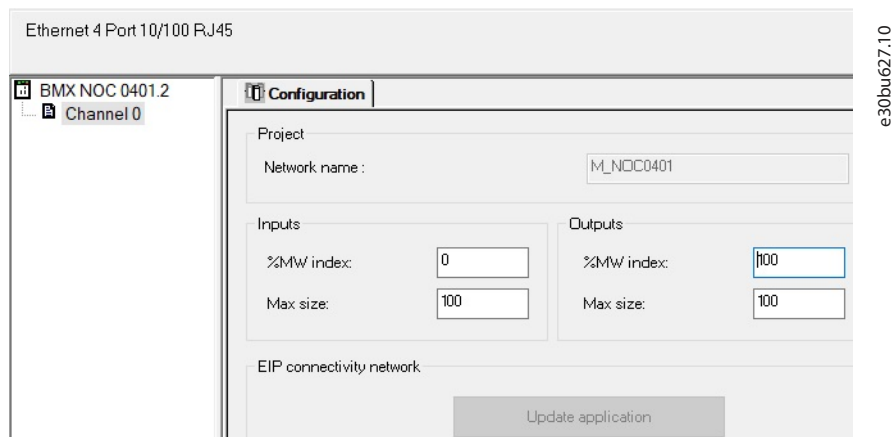 Ethernet 4 Port 10/100 RJ45
e30bu627.10
BMX NOC 0401.2
Channel 0
Configuration
Project
Network name :
M_NOC0401
Inputs
%MW index:
0
Max size:
100
Outputs
%MW index:
100
Max size:
100
EIP connectivity network
Update application